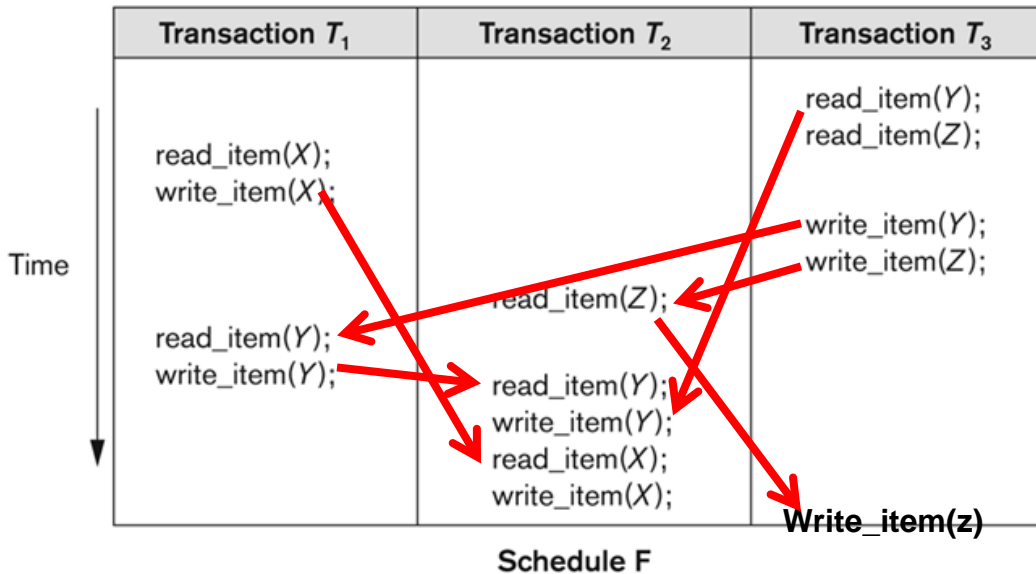 Transaction T1 Transaction T2 Transaction T3
read_item(Y);
read_item(Z);
read_item(X);
write_item(X);
write_item(Y);
Time
write_item(Z);
read_item(Z);
read_item(Y);
write_item(Y);
read_item(Y);
write_item(Y);
read_item(X);
write_item(X);
Write_item(z)
Schedule F